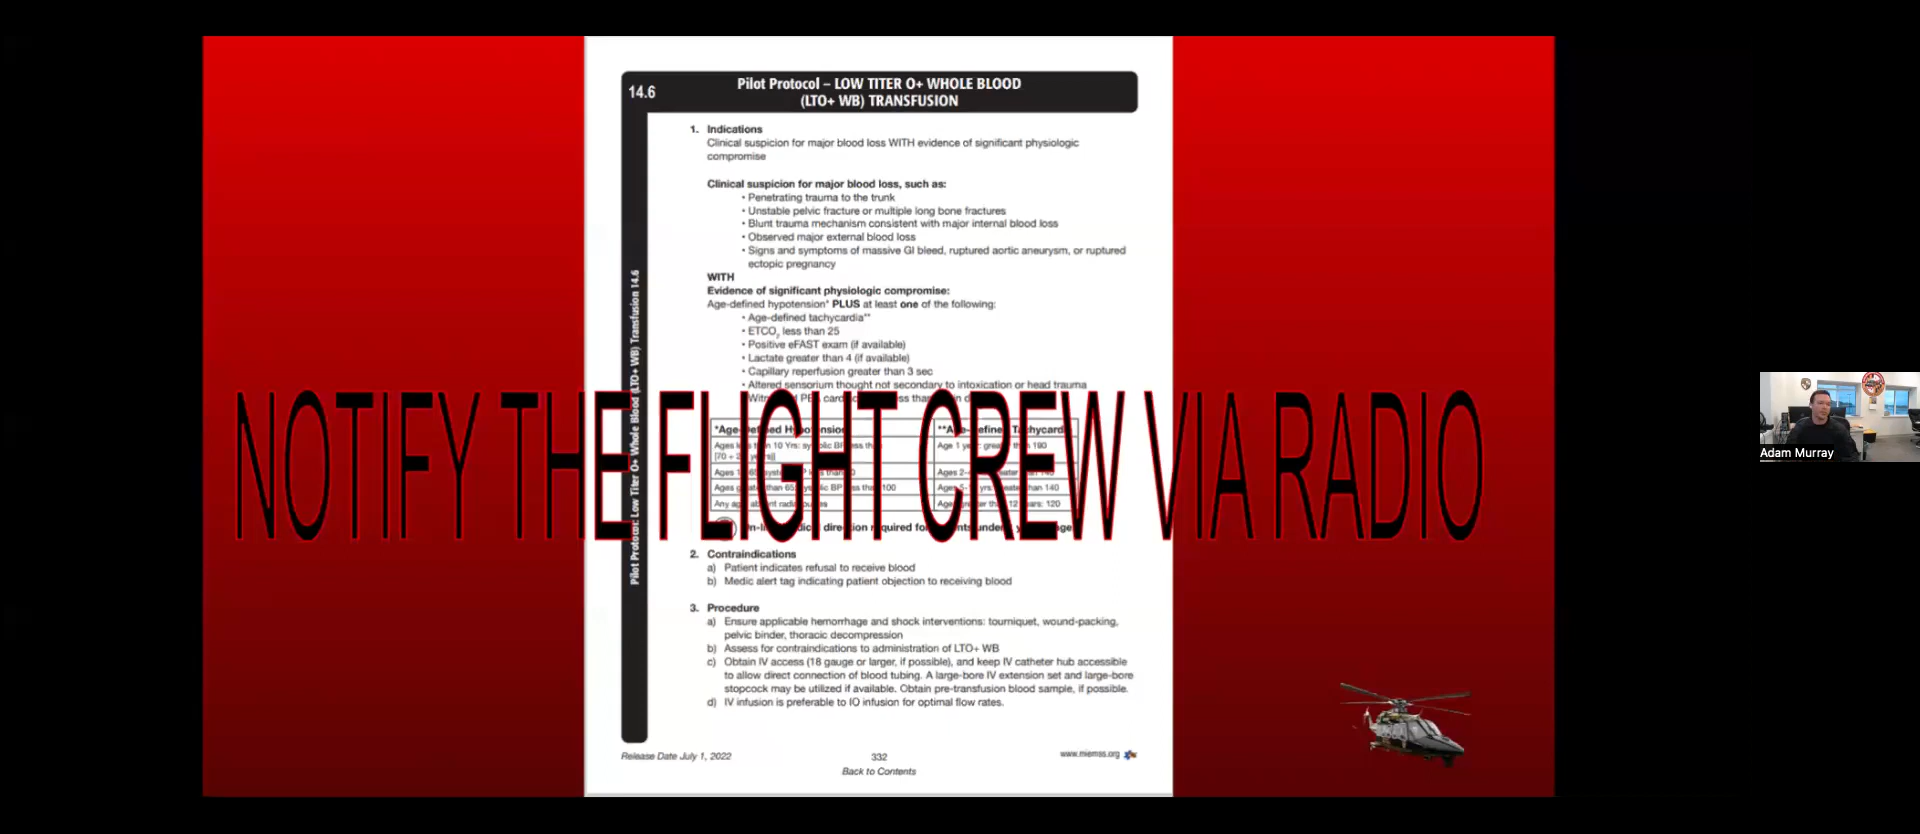 14.6
Pilot Protocol – LOW TITER O+ WHOLE BLOOD
(LTO+ WB) TRANSFUSION
1. Indications
Clinical suspicion for major blood loss WITH evidence of significant physiologic
compromise
Clinical suspicion for major blood loss, such as:
• Penetrating trauma to the trunk
• Unstable pelvic fracture or multiple long bone fractures
• Blunt trauma mechanism consistent with major internal blood loss
• Observed major external blood loss
• Signs and symptoms of massive GI bleed, ruptured aortic aneurysm, or ruptured
ectopic pregnancy
WITH
Evidence of significant physiologic compromise:
Age-defined hypotension* PLUS at least one of the following:
• Age-defined tachycardia**
• ETCO2 less than 25
• Positive eFAST exam (if available)
• Lactate greater than 4 (if available)
• Capillary reperfusion greater than 3 sec
• Altered sensorium thought not secondary to intoxication or head trauma
NOTIFY THE FLIGHT CREW VIA RADIO
2. Contraindications
a) Patient indicates refusal to receive blood
b) Medic alert tag indicating patient objection to receiving blood
3. Procedure
a) Ensure applicable hemorrhage and shock interventions: tourniquet, wound-packing,
pelvic binder, thoracic decompression
b) Assess for contraindications to administration of LTO+ WB
c) Obtain IV access (18 gauge or larger, if possible), and keep IV catheter hub accessible
to allow direct connection of blood tubing. A large-bore IV extension set and large-bore
stopcock may be utilized if available. Obtain pre-transfusion blood sample, if possible.
d) IV infusion is preferable to IO infusion for optimal flow rates.
Pilot Protocol: Low Titer O+ Whole Blood (LTO+ WB) Transfusion 14.6
Release Date July 1, 2022
332
www.miemss.org
Back to Contents
Adam Murray